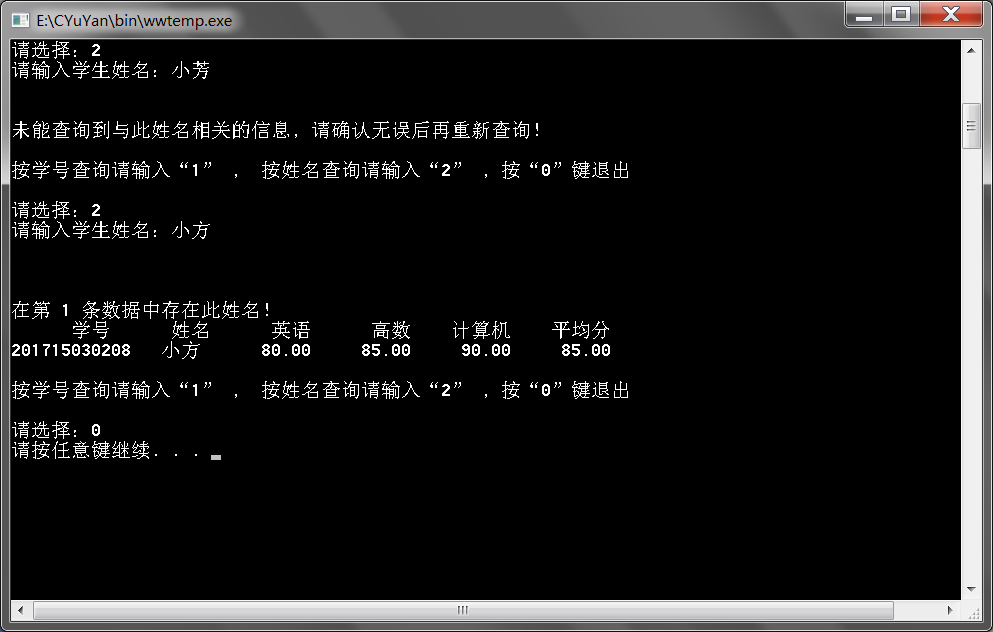 E:\CYuYan\bin\wwtemp.exe
请选择：2
请输入学生姓名：小芳
未能查询到与此姓名相关的信息，请确认无误后再重新查询！
按学号查询请输入“1” ， 按姓名查询请输入“2” ，按“0”键退出
请选择：2
请输入学生姓名：小方
在第 1 条数据中存在此姓名！
学号 姓名 英语 高数 计算机 平均分
201715030208 小方 80.00 85.00 90.00 85.00
按学号查询请输入“1” ， 按姓名查询请输入“2” ，按“0”键退出
请选择：0
请按任意键继续. . .